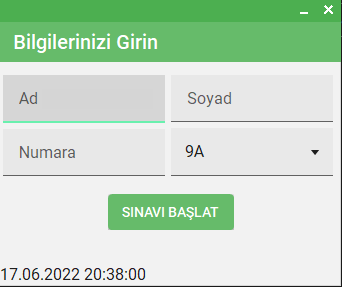 Bilgilerinizi Girin
Ad
Soyad
Numara
9A
SINAVI BAŞLAT
17.06.2022 20:38:00